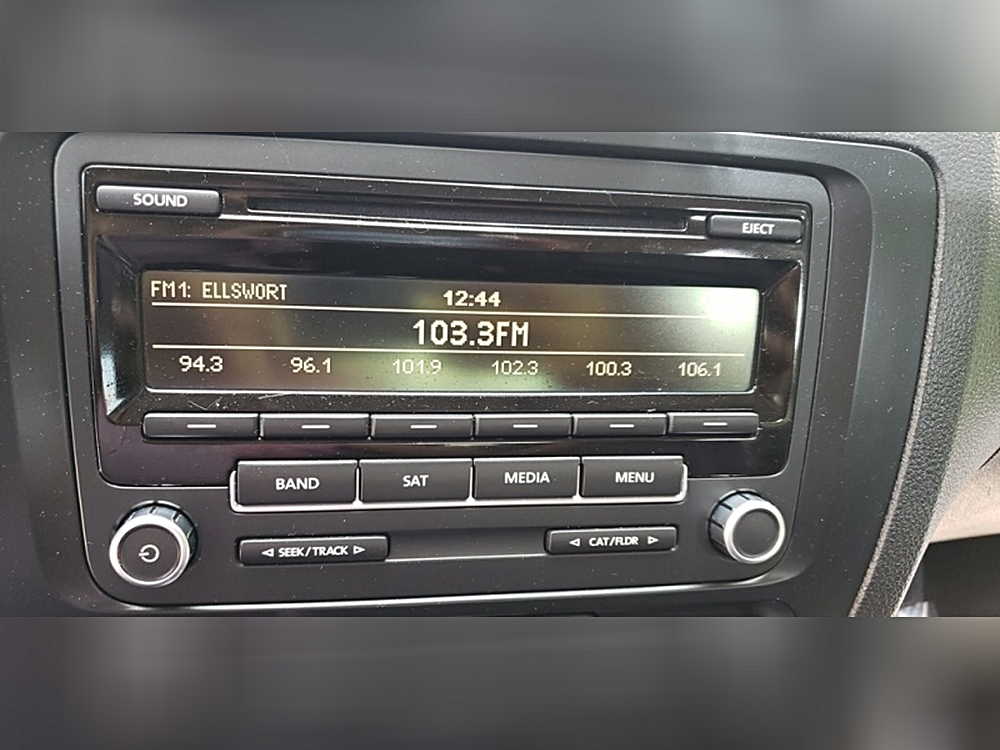 SOUND
EJECT
FM1: ELLSWORT 12:44
103.3FM
94.3 96.1 101.9 102.3 100.3 106.1
BAND SAT MEDIA MENU
SEEK/TRACK CAT/FLDR